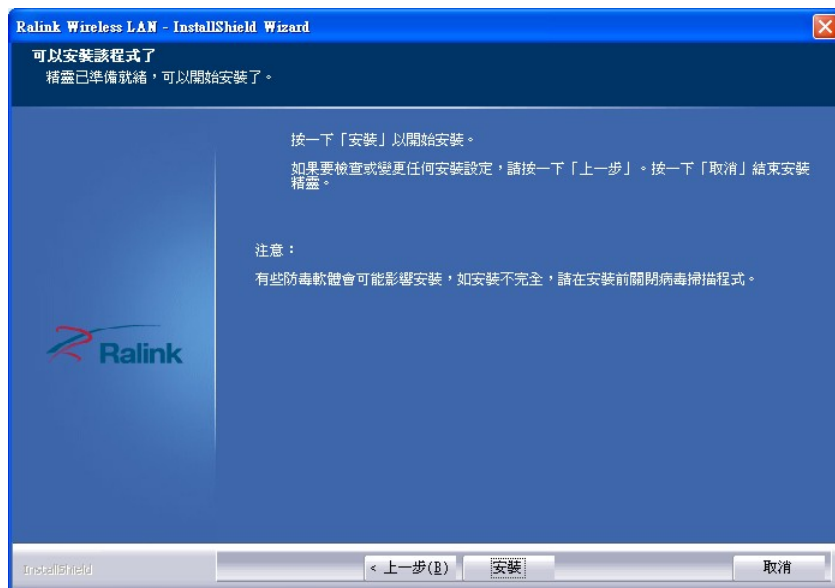 Ralink Wireless LAN - InstallShield Wizard
可以安裝該程式了
精靈已準備就緒，可以開始安裝了。
按一下「安裝」以開始安裝。
如果要檢查或變更任何安裝設定，請按一下「上一步」。按一下「取消」結束安裝
精靈。
注意：
有些防毒軟體會可能影響安裝，如安裝不完全，請在安裝前關閉病毒掃描程式。
Ralink
InstallShield
< 上一步(B)
安裝
取消